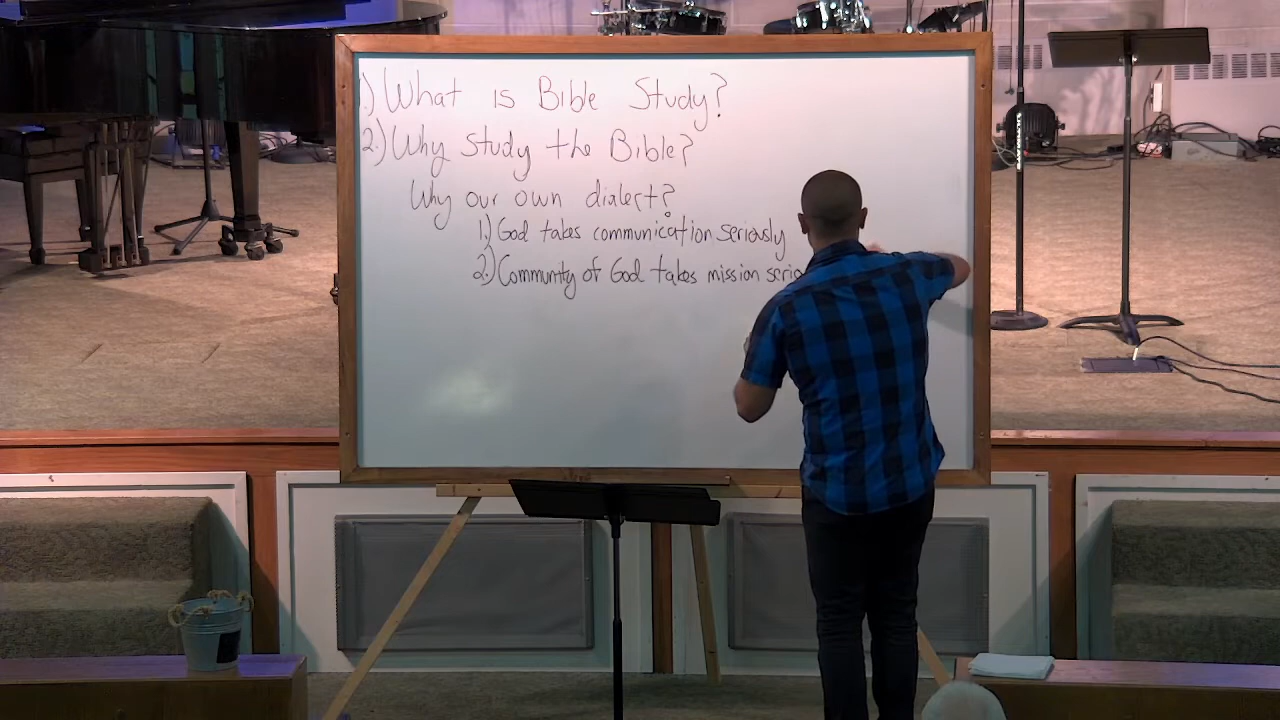 1.) What is Bible Study?
2.) Why study the Bible?
Why our own dialect?
1.) God takes communication seriously
2.) Community of God takes mission